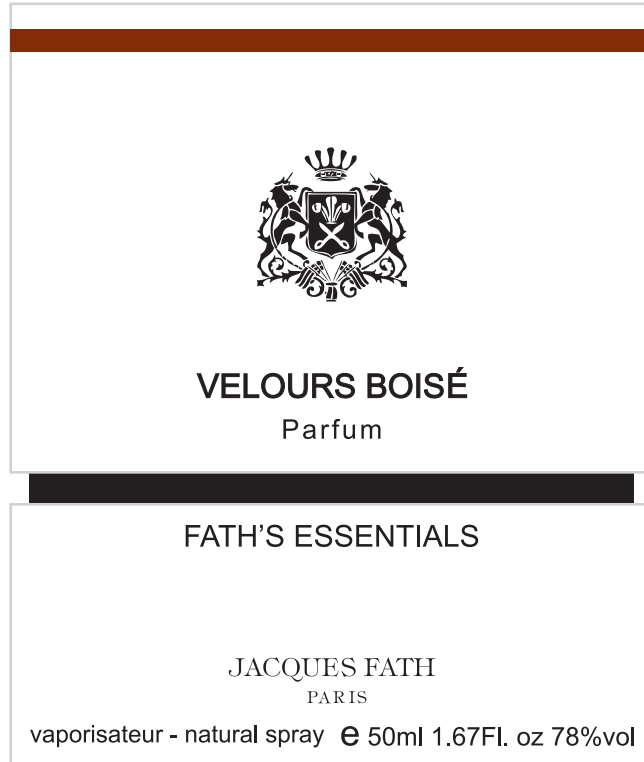 VELOURS BOISÉ
Parfum
FATH'S ESSENTIALS
JACQUES FATH
PARIS
vaporisateur - natural spray e 50ml 1.67Fl. oz 78%vol